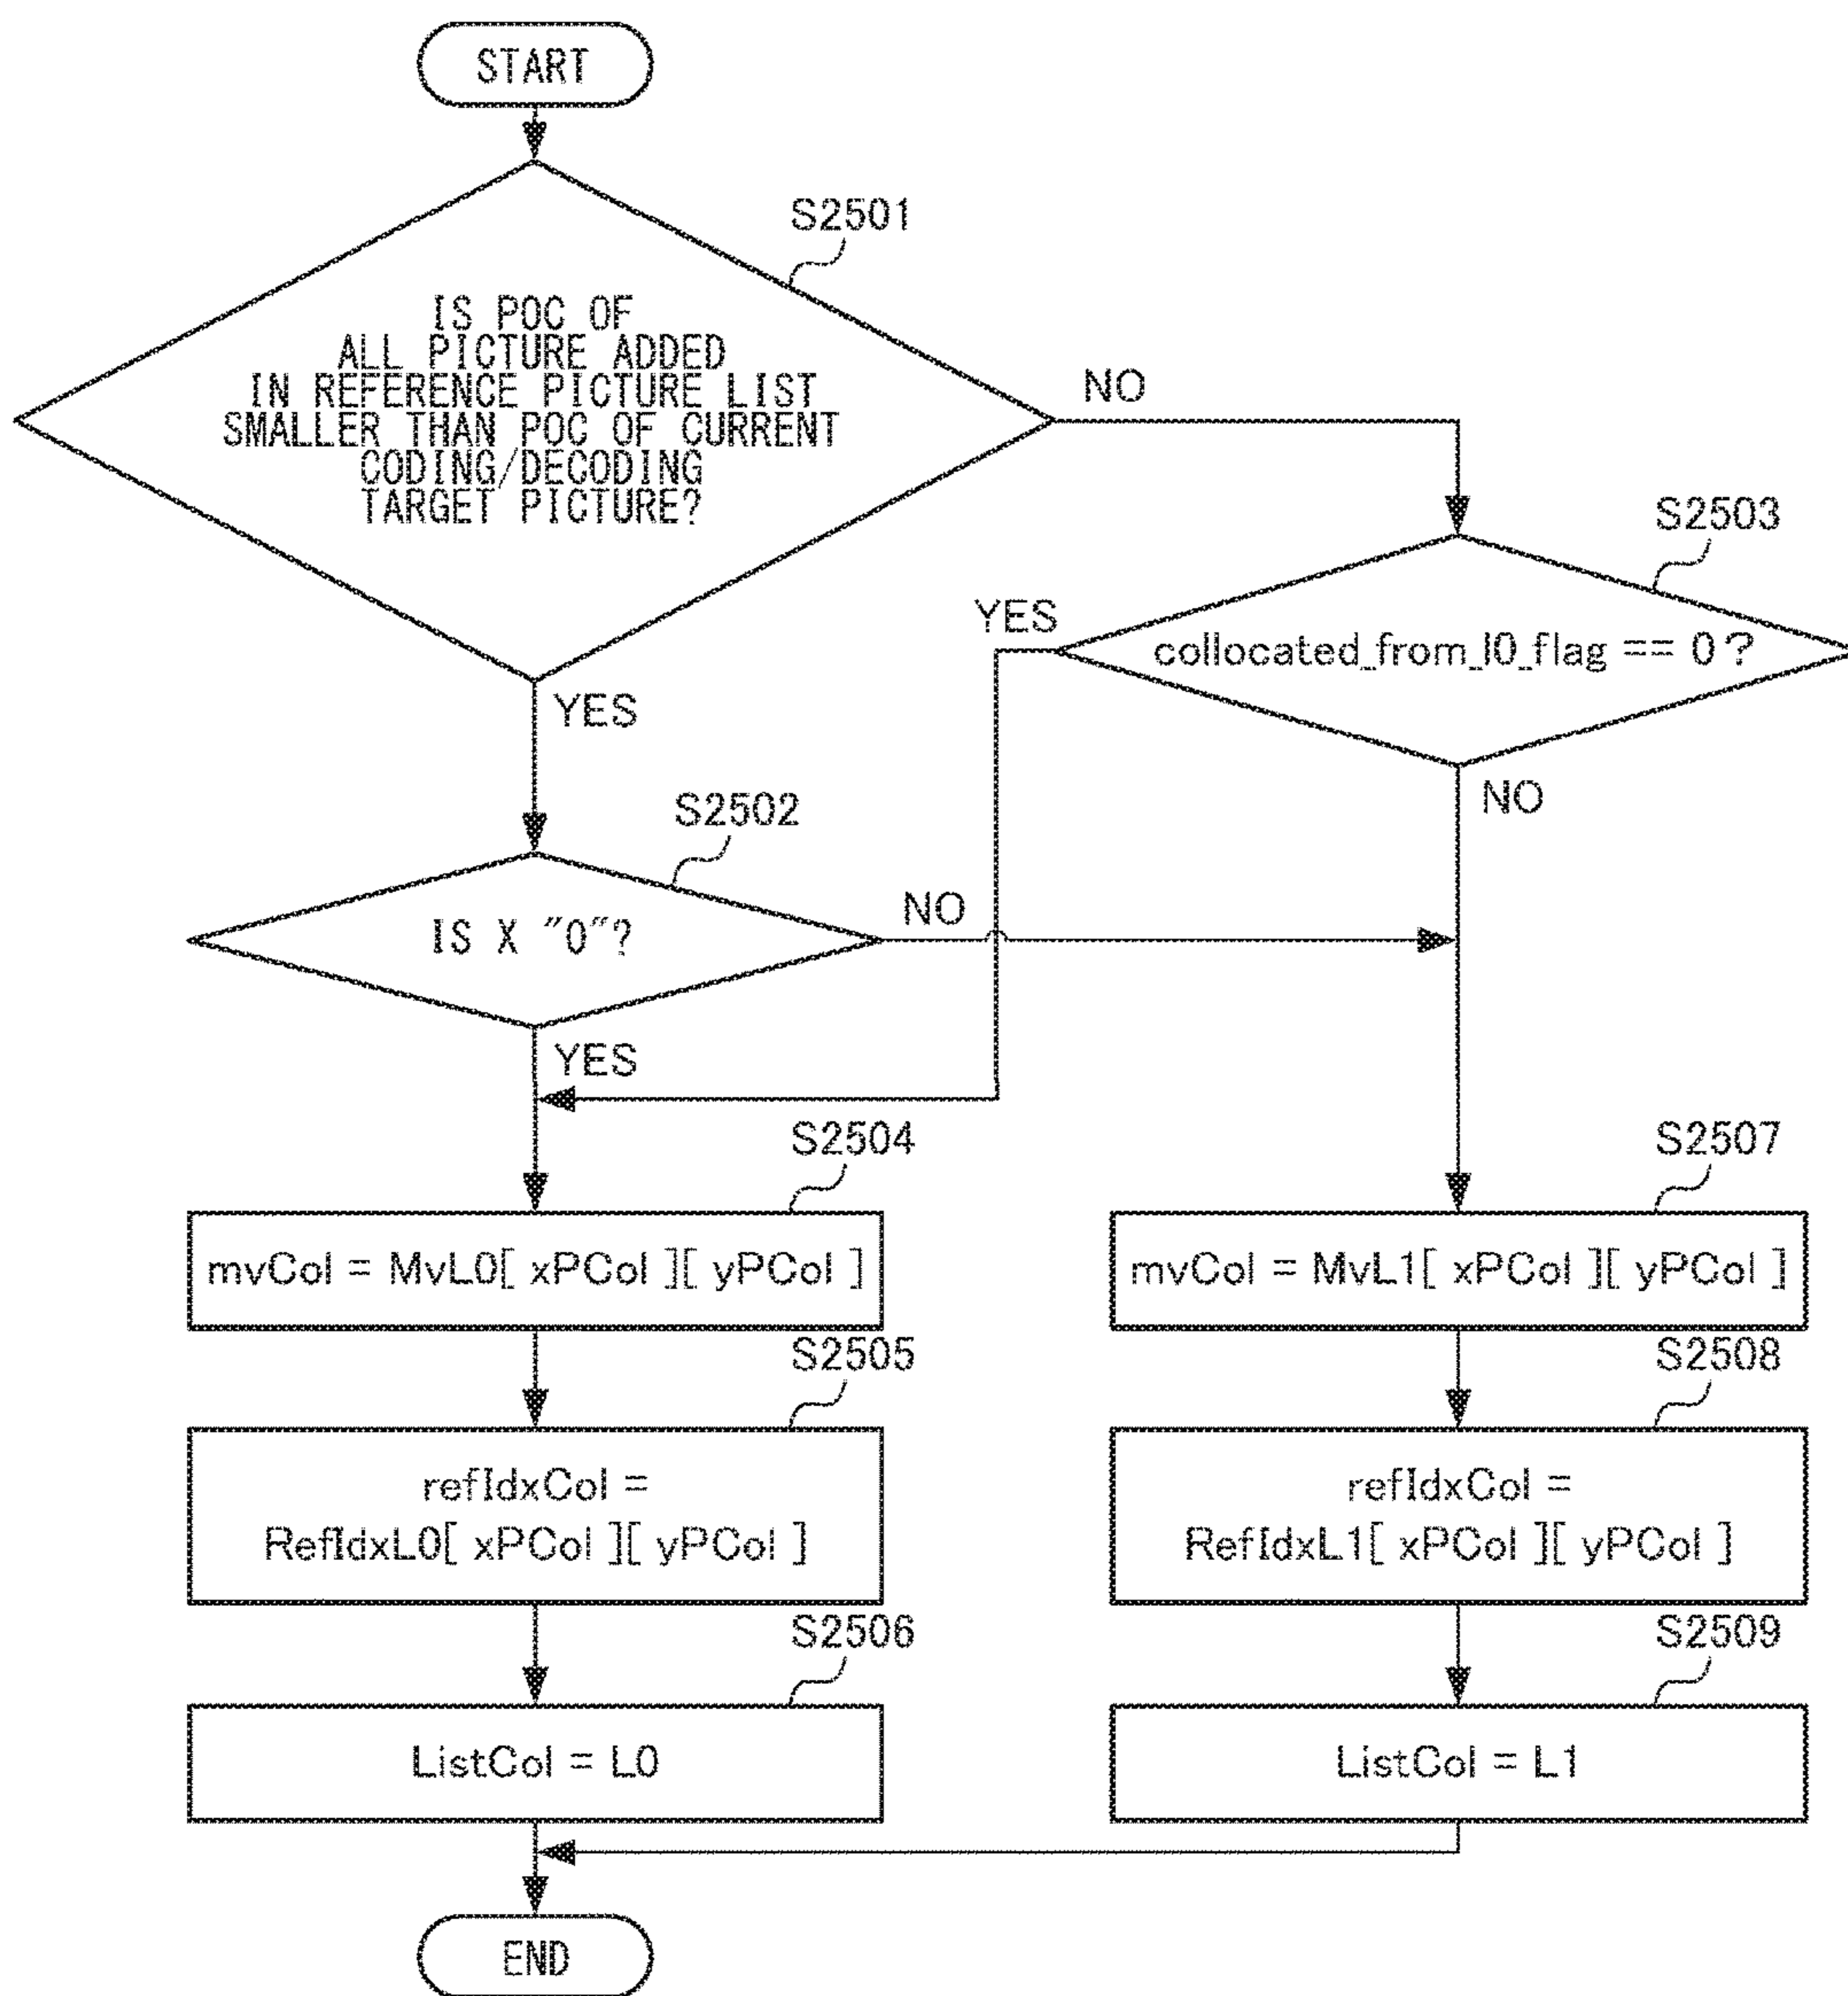 START
S2501
IS POC OF
ALL PICTURE ADDED
IN REFERENCE PICTURE LIST
SMALLER THAN POC OF CURRENT
CODING/DECODING
TARGET PICTURE?
NO
YES
S2503
collocated_from_l0_flag == 0?
YES
NO
S2502
IS X "0"?
NO
YES
S2504
mvCol = MvL0[ xPCol ][ yPCol ]
S2505
refIdxCol =
RefIdxL0[ xPCol ][ yPCol ]
S2506
ListCol = L0
S2507
mvCol = MvL1[ xPCol ][ yPCol ]
S2508
refIdxCol =
RefIdxL1[ xPCol ][ yPCol ]
S2509
ListCol = L1
END